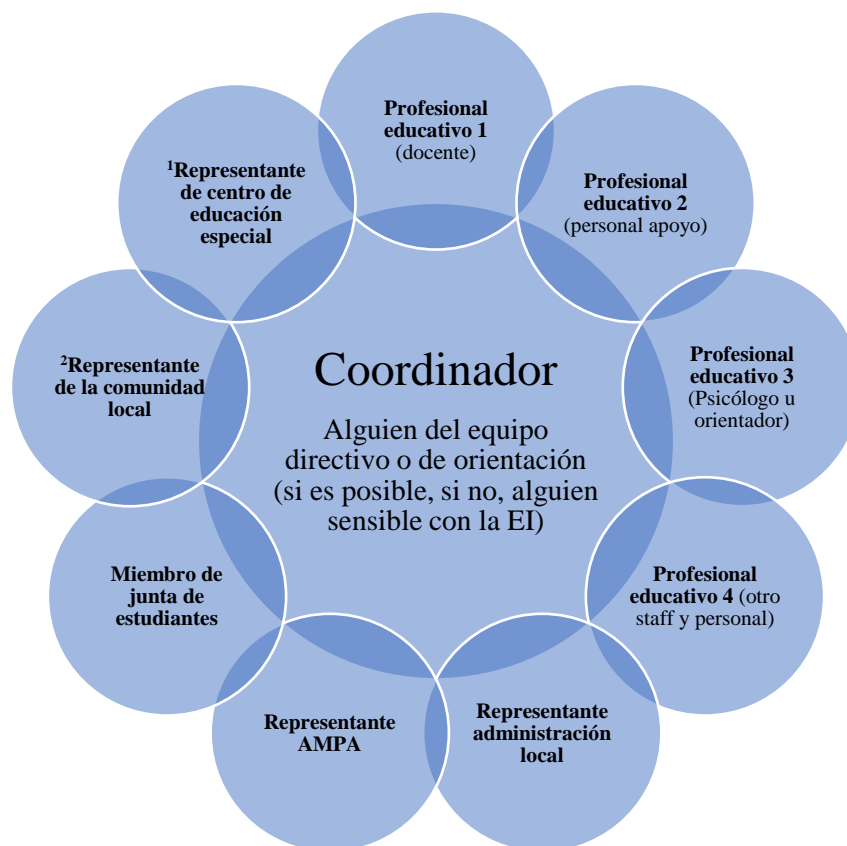 Profesional
educativo 1
(docente)
Profesional
educativo 2
(personal apoyo)
Profesional
educativo 3
(Psicólogo u
orientador)
Profesional
educativo 4 (otro
staff y personal)
Representante
administración
local
Representante
AMPA
Miembro de
junta de
estudiantes
²Representante
de la comunidad
local
¹Representante
de centro de
educación
especial
Coordinador
Alguien del equipo
directivo o de orientación
(si es posible, si no, alguien
sensible con la EI)